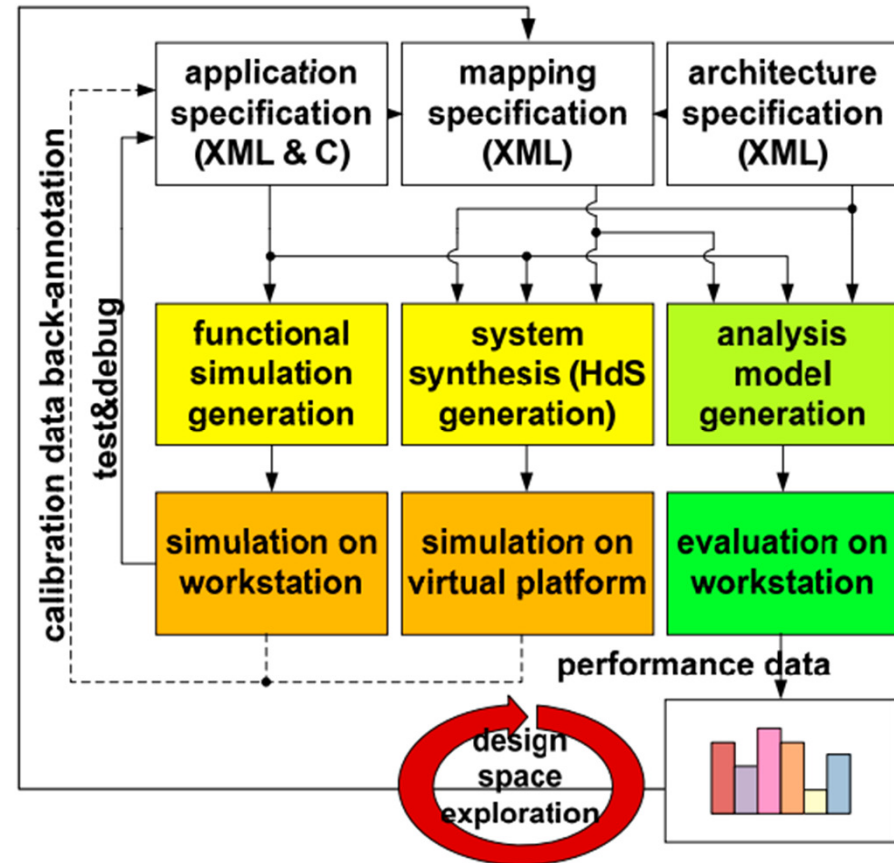 application
specification
(XML & C)
mapping
specification
(XML)
architecture
specification
(XML)
calibration data back-annotation
test&debug
functional
simulation
generation
system
synthesis (HdS
generation)
analysis
model
generation
simulation on
workstation
simulation on
virtual platform
evaluation on
workstation
performance data
design
space
exploration